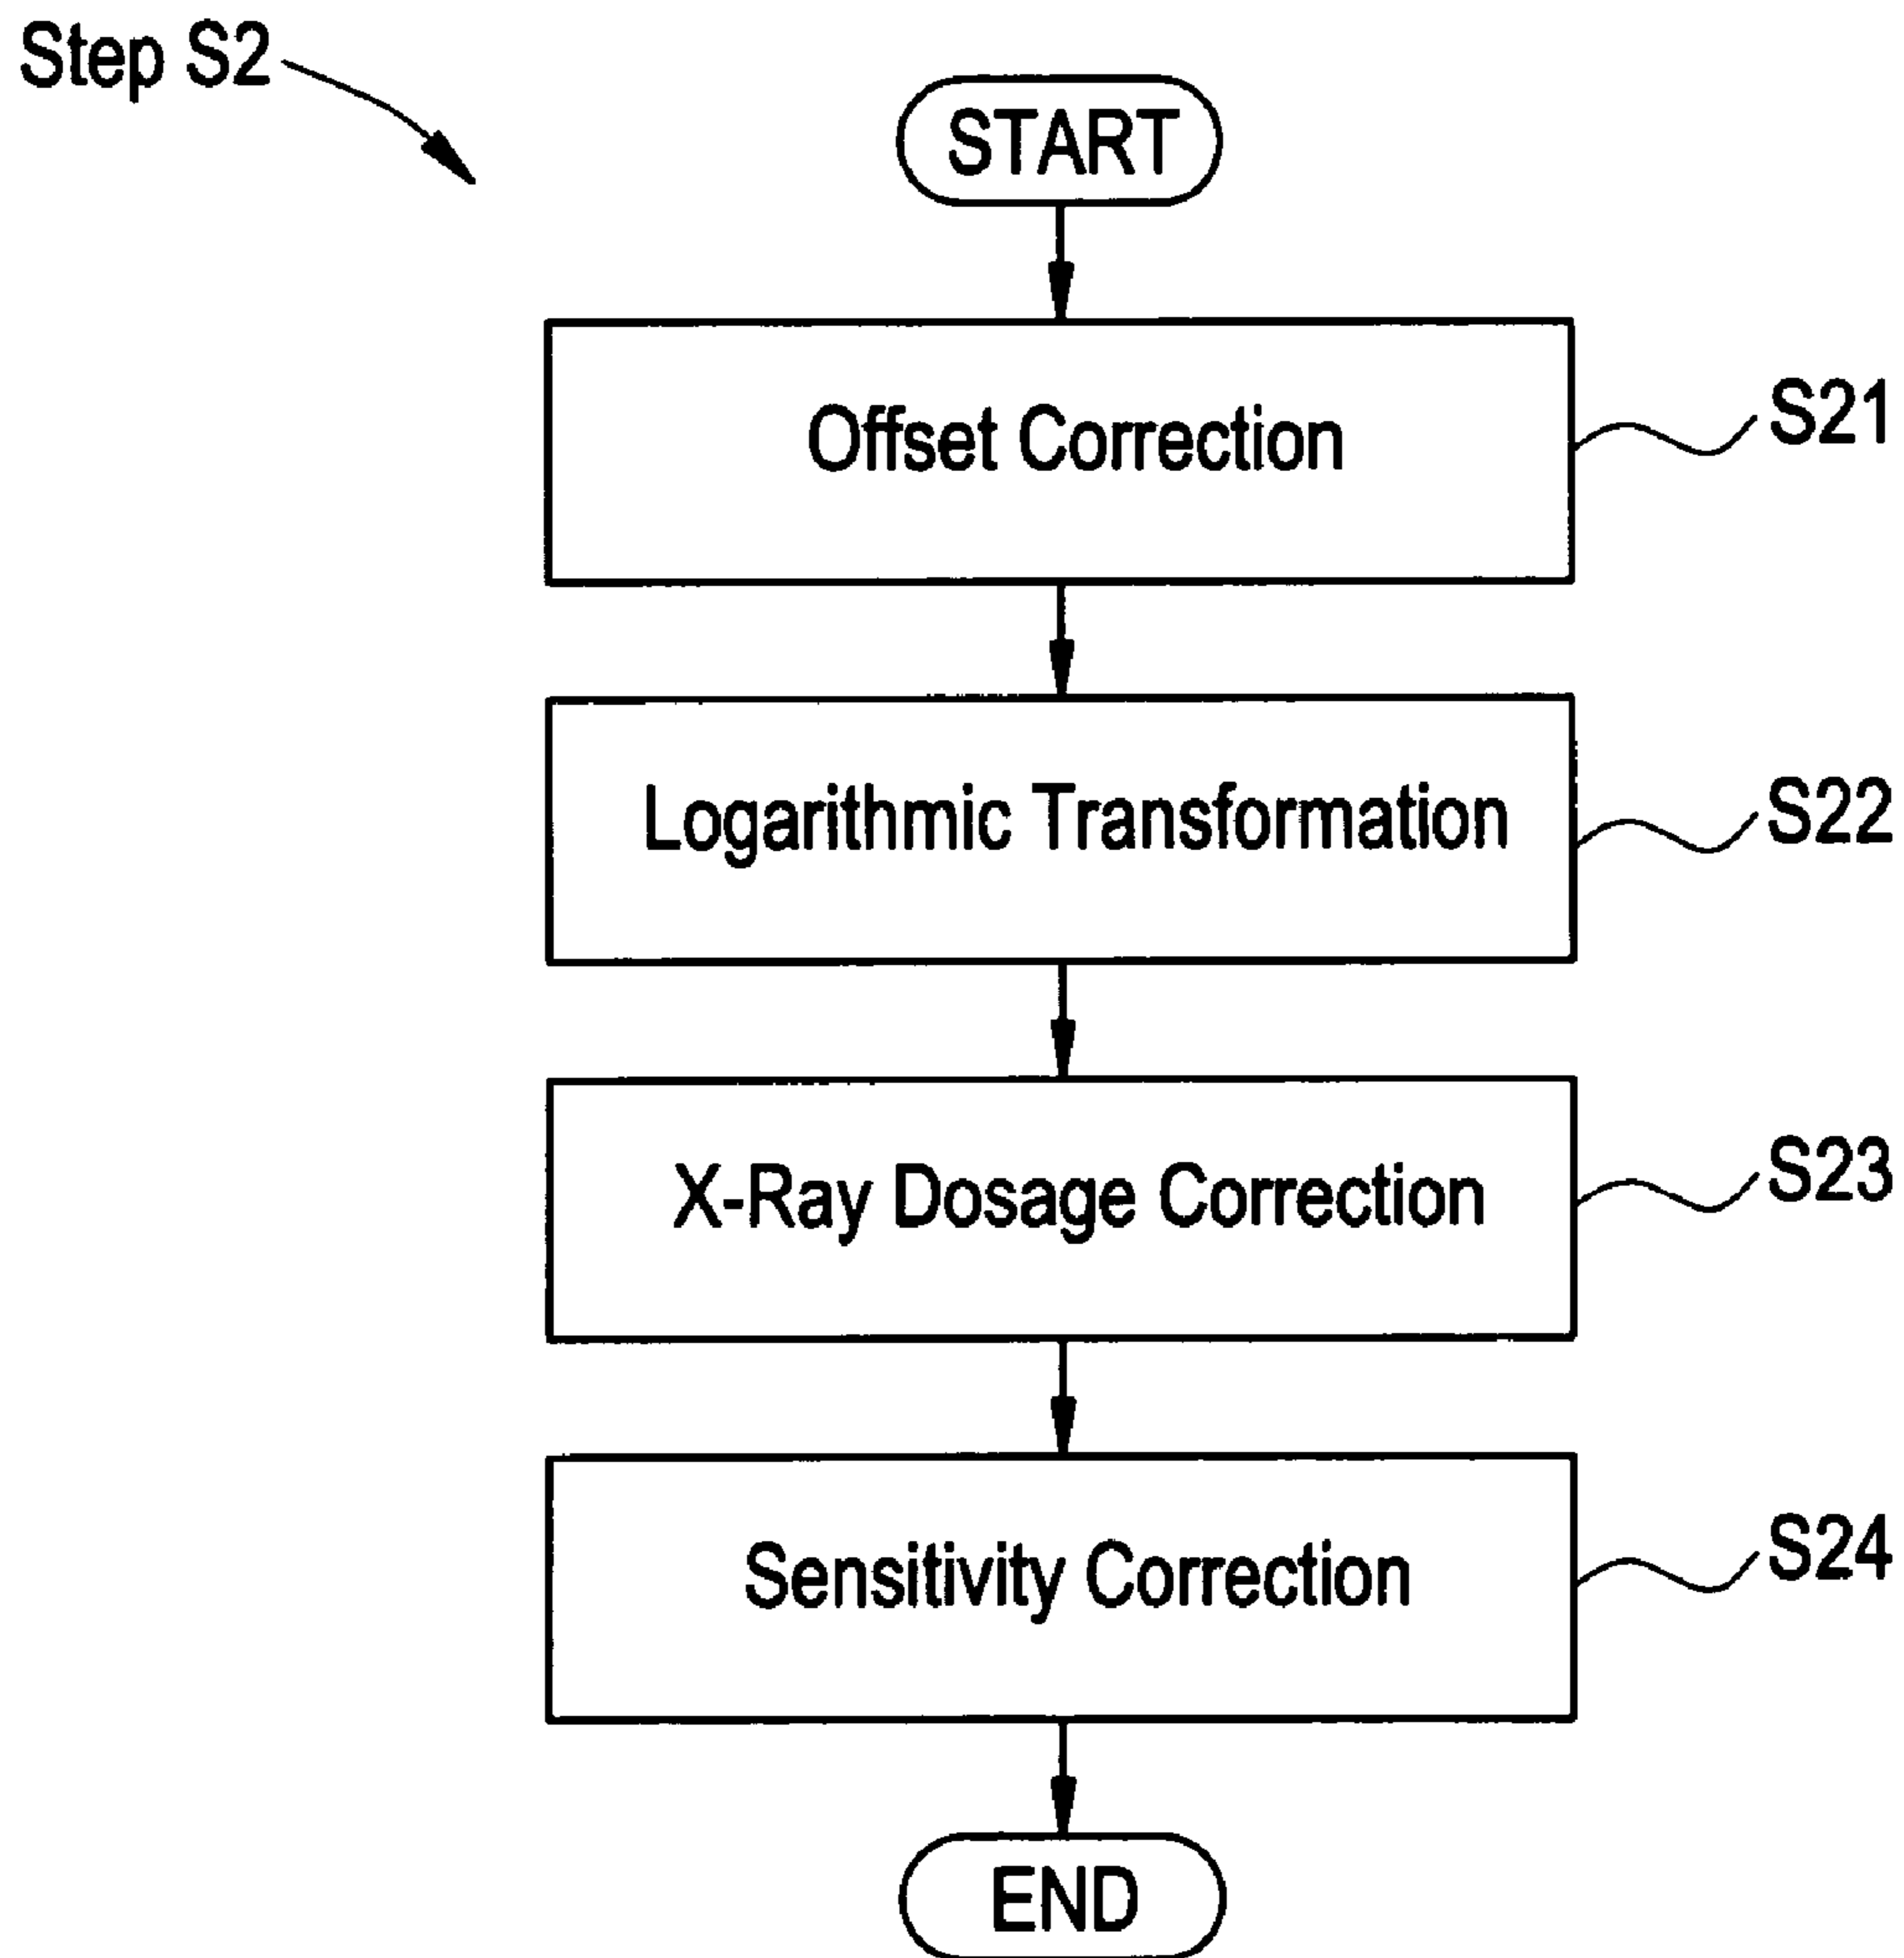 Step S2
START
Offset Correction
S21
Logarithmic Transformation
S22
X-Ray Dosage Correction
S23
Sensitivity Correction
S24
END